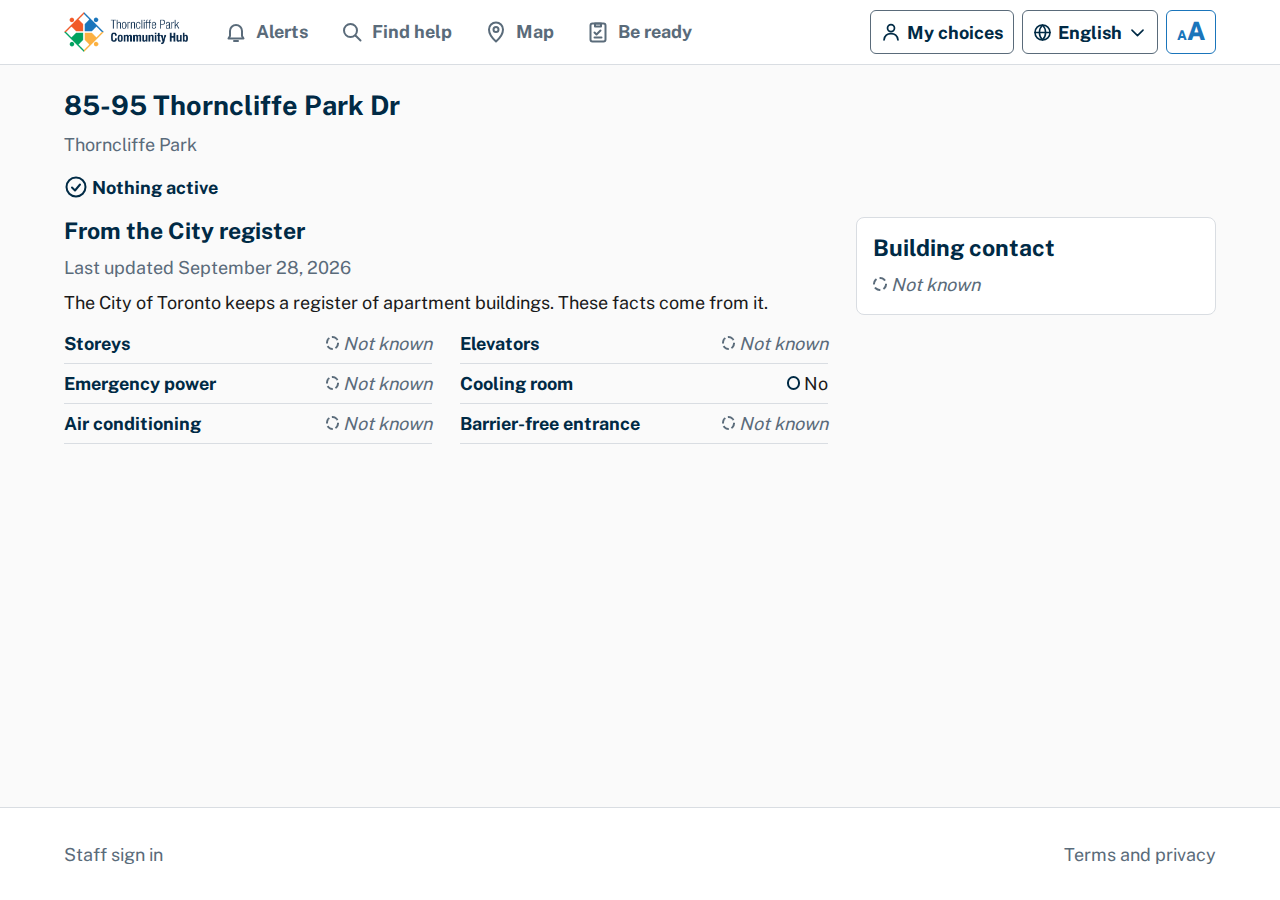 Thorncliffe Park
Community Hub
Alerts
Find help
Map
Be ready
My choices
English
AA
85-95 Thorncliffe Park Dr
Thorncliffe Park
Nothing active
From the City register
Last updated September 28, 2026
The City of Toronto keeps a register of apartment buildings. These facts come from it.
Storeys Not known
Elevators Not known
Emergency power Not known
Cooling room No
Air conditioning Not known
Barrier-free entrance Not known
Building contact
Not known
Staff sign in
Terms and privacy